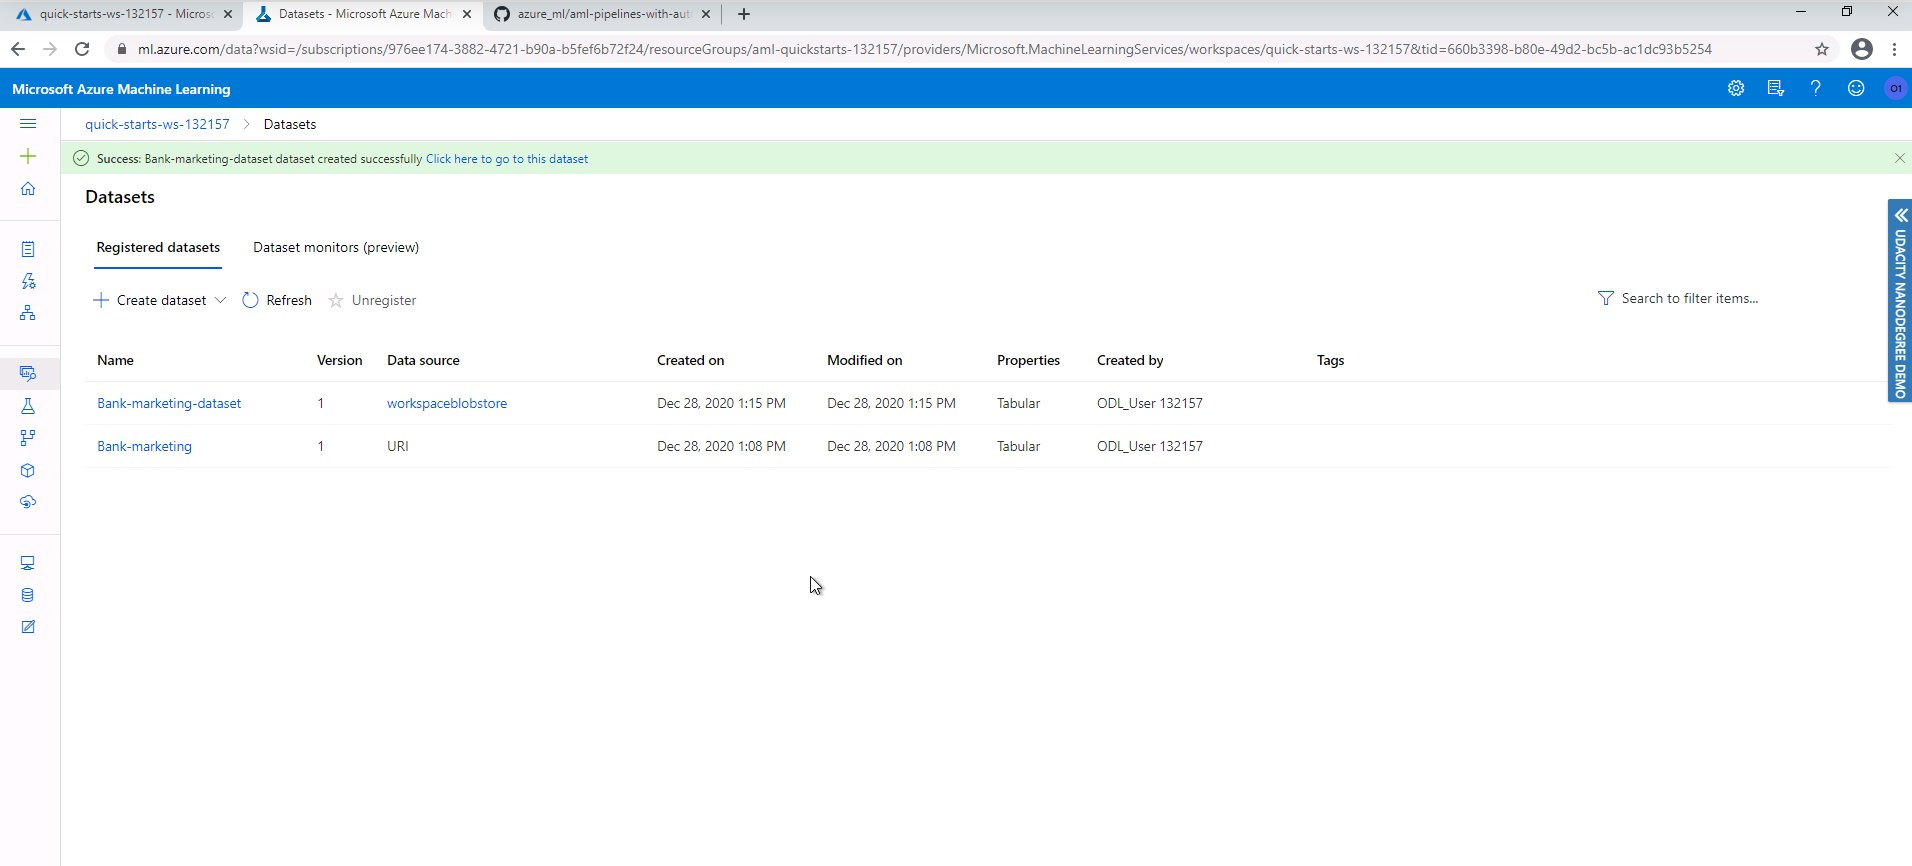 quick-starts-ws-132157 - Micros
Datasets - Microsoft Azure Mach
azure_ml/aml-pipelines-with-aut
ml.azure.com/data?wsid=/subscriptions/976ee174-3882-4721-b90a-b5fef6b72f24/resourceGroups/aml-quickstarts-132157/providers/Microsoft.MachineLearningServices/workspaces/quick-starts-ws-132157&tid=660b3398-b80e-49d2-bc5b-ac1dc93b5254
Microsoft Azure Machine Learning
O1
quick-starts-ws-132157 > Datasets
Success: Bank-marketing-dataset dataset created successfully Click here to go to this dataset
Datasets
Registered datasets Dataset monitors (preview)
Create dataset Refresh Unregister Search to filter items...
Name Version Data source Created on Modified on Properties Created by Tags
Bank-marketing-dataset 1 workspaceblobstore Dec 28, 2020 1:15 PM Dec 28, 2020 1:15 PM Tabular ODL_User 132157
Bank-marketing 1 URI Dec 28, 2020 1:08 PM Dec 28, 2020 1:08 PM Tabular ODL_User 132157
UDACITY NANODEGREE DEMO